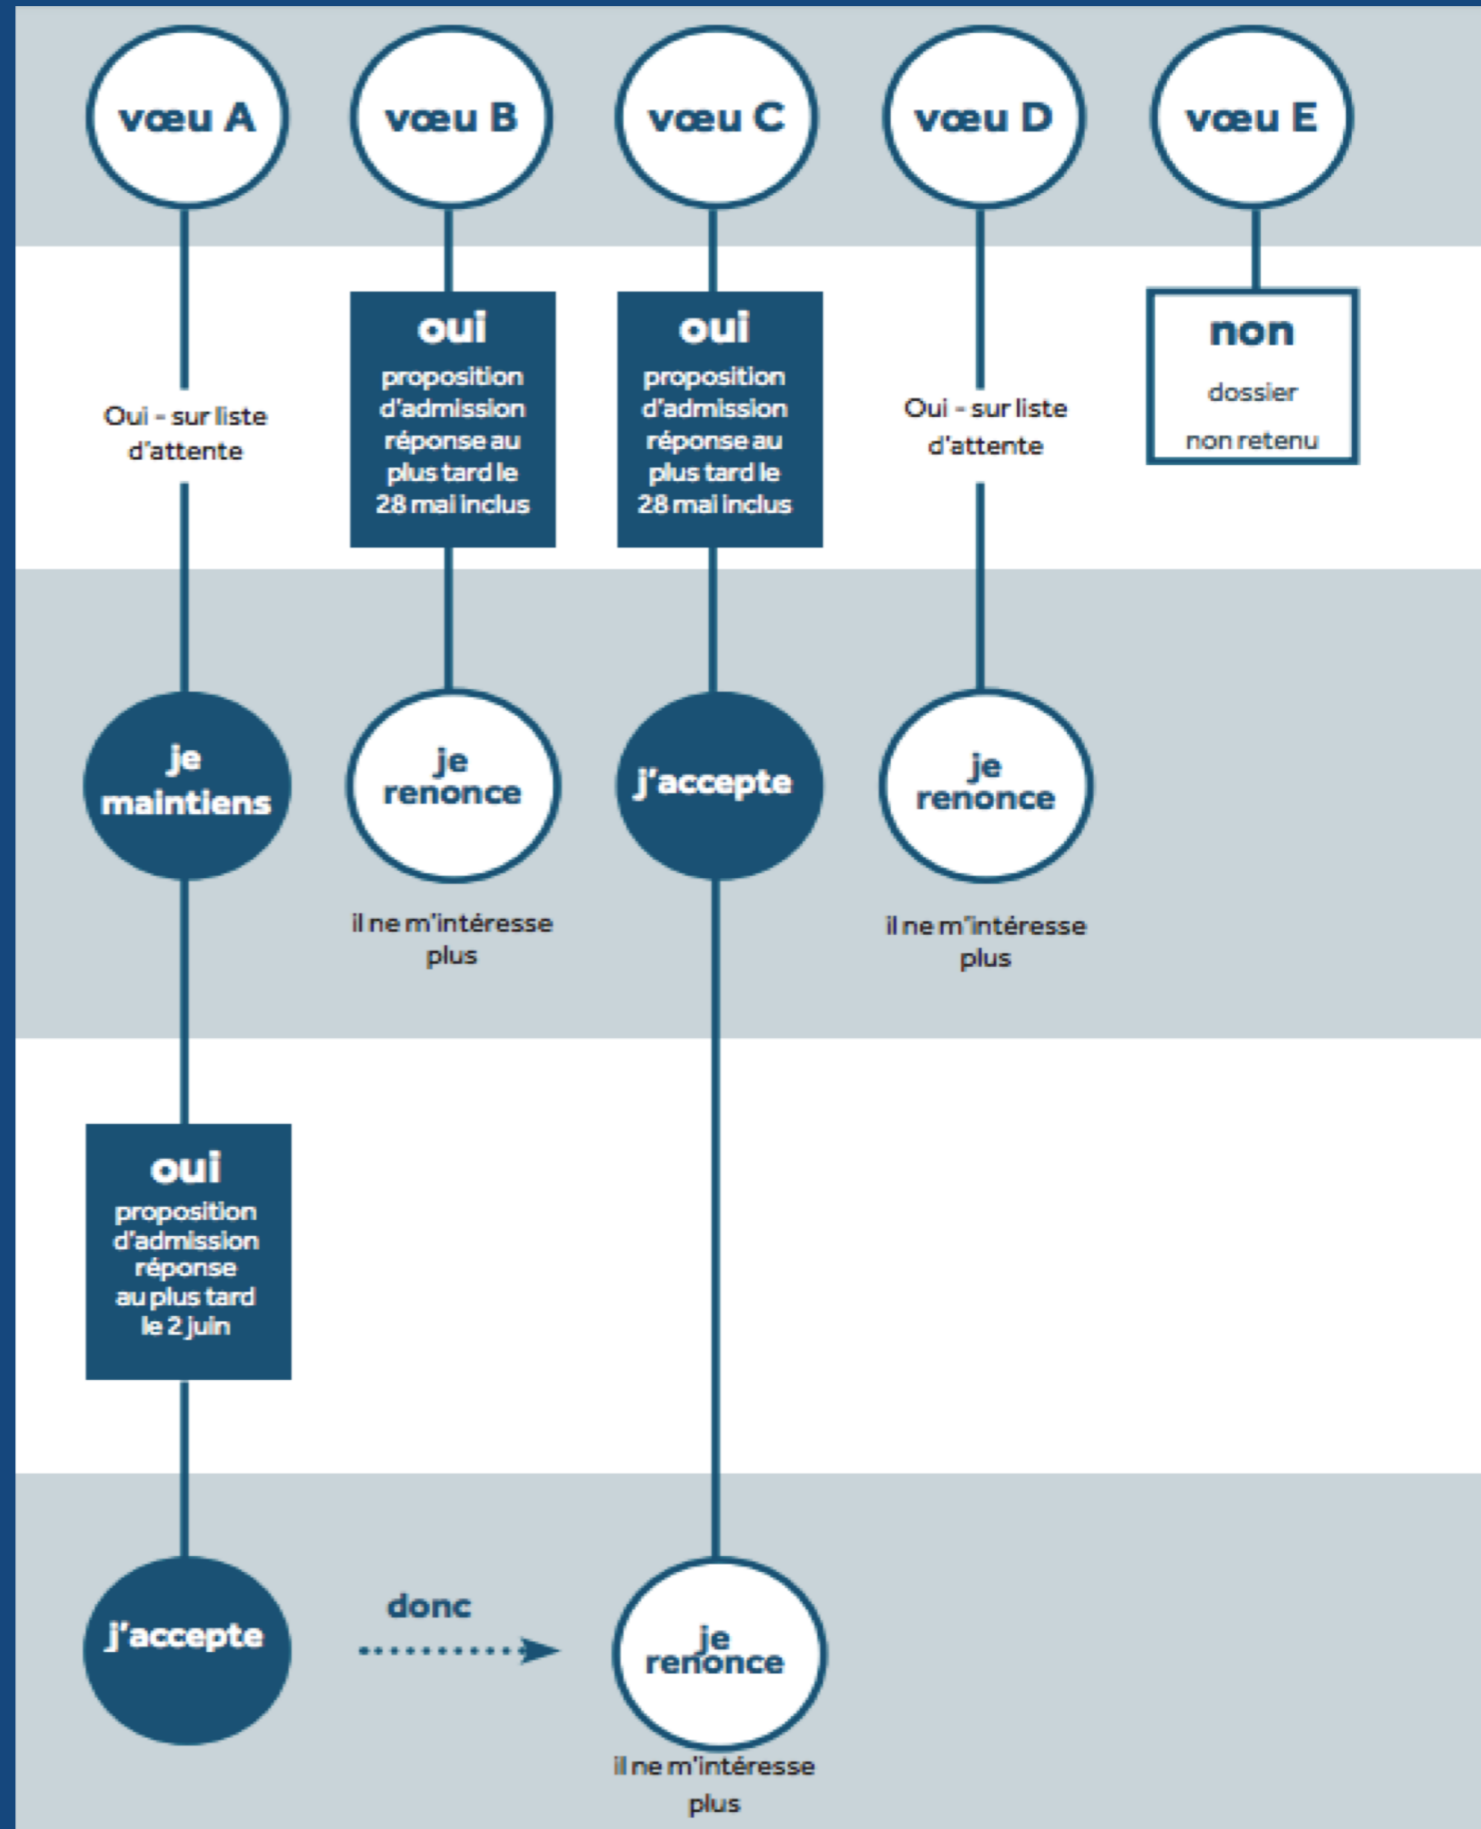 vœu A
vœu B
vœu C
vœu D
vœu E
Oui - sur liste
d'attente
oui
proposition
d'admission
réponse au
plus tard le
28 mai inclus
oui
proposition
d'admission
réponse au
plus tard le
28 mai inclus
Oui - sur liste
d'attente
non
dossier
non retenu
je
maintiens
je
renonce
il ne m'intéresse
plus
j'accepte
je
renonce
il ne m'intéresse
plus
oui
proposition
d'admission
réponse
au plus tard
le 2 juin
j'accepte
donc
je
renonce
il ne m'intéresse
plus